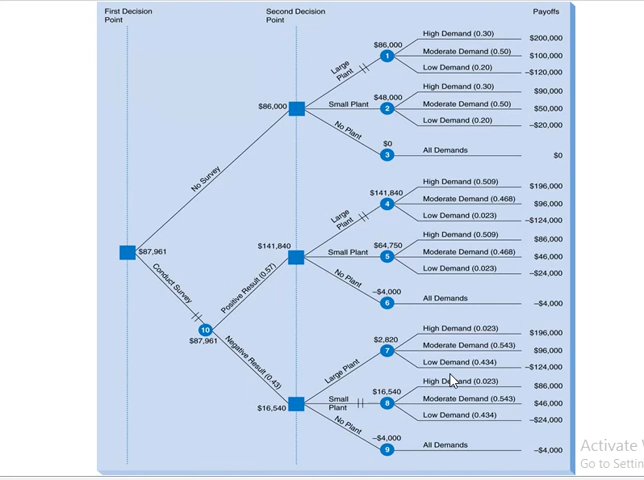 First Decision Point
Second Decision Point
Payoffs
No Survey
$87,961
Conduct Survey
10
$87,961
Positive Result (0.57)
Negative Result (0.43)
$86,000
Large Plant
$86,000
1
High Demand (0.30)
$200,000
Moderate Demand (0.50)
$100,000
Low Demand (0.20)
–$120,000
Small Plant
$48,000
2
High Demand (0.30)
$90,000
Moderate Demand (0.50)
$50,000
Low Demand (0.20)
–$20,000
No Plant
$0
3
All Demands
$0
$141,840
Large Plant
$141,840
4
High Demand (0.509)
$196,000
Moderate Demand (0.468)
$96,000
Low Demand (0.023)
–$124,000
Small Plant
$64,750
5
High Demand (0.509)
$86,000
Moderate Demand (0.468)
$46,000
Low Demand (0.023)
–$24,000
No Plant
–$4,000
6
All Demands
–$4,000
$16,540
Large Plant
$2,820
7
High Demand (0.023)
$196,000
Moderate Demand (0.543)
$96,000
Low Demand (0.434)
–$124,000
Small Plant
$16,540
8
High Demand (0.023)
$86,000
Moderate Demand (0.543)
$46,000
Low Demand (0.434)
–$24,000
No Plant
–$4,000
9
All Demands
–$4,000
Activate
Go to Settin